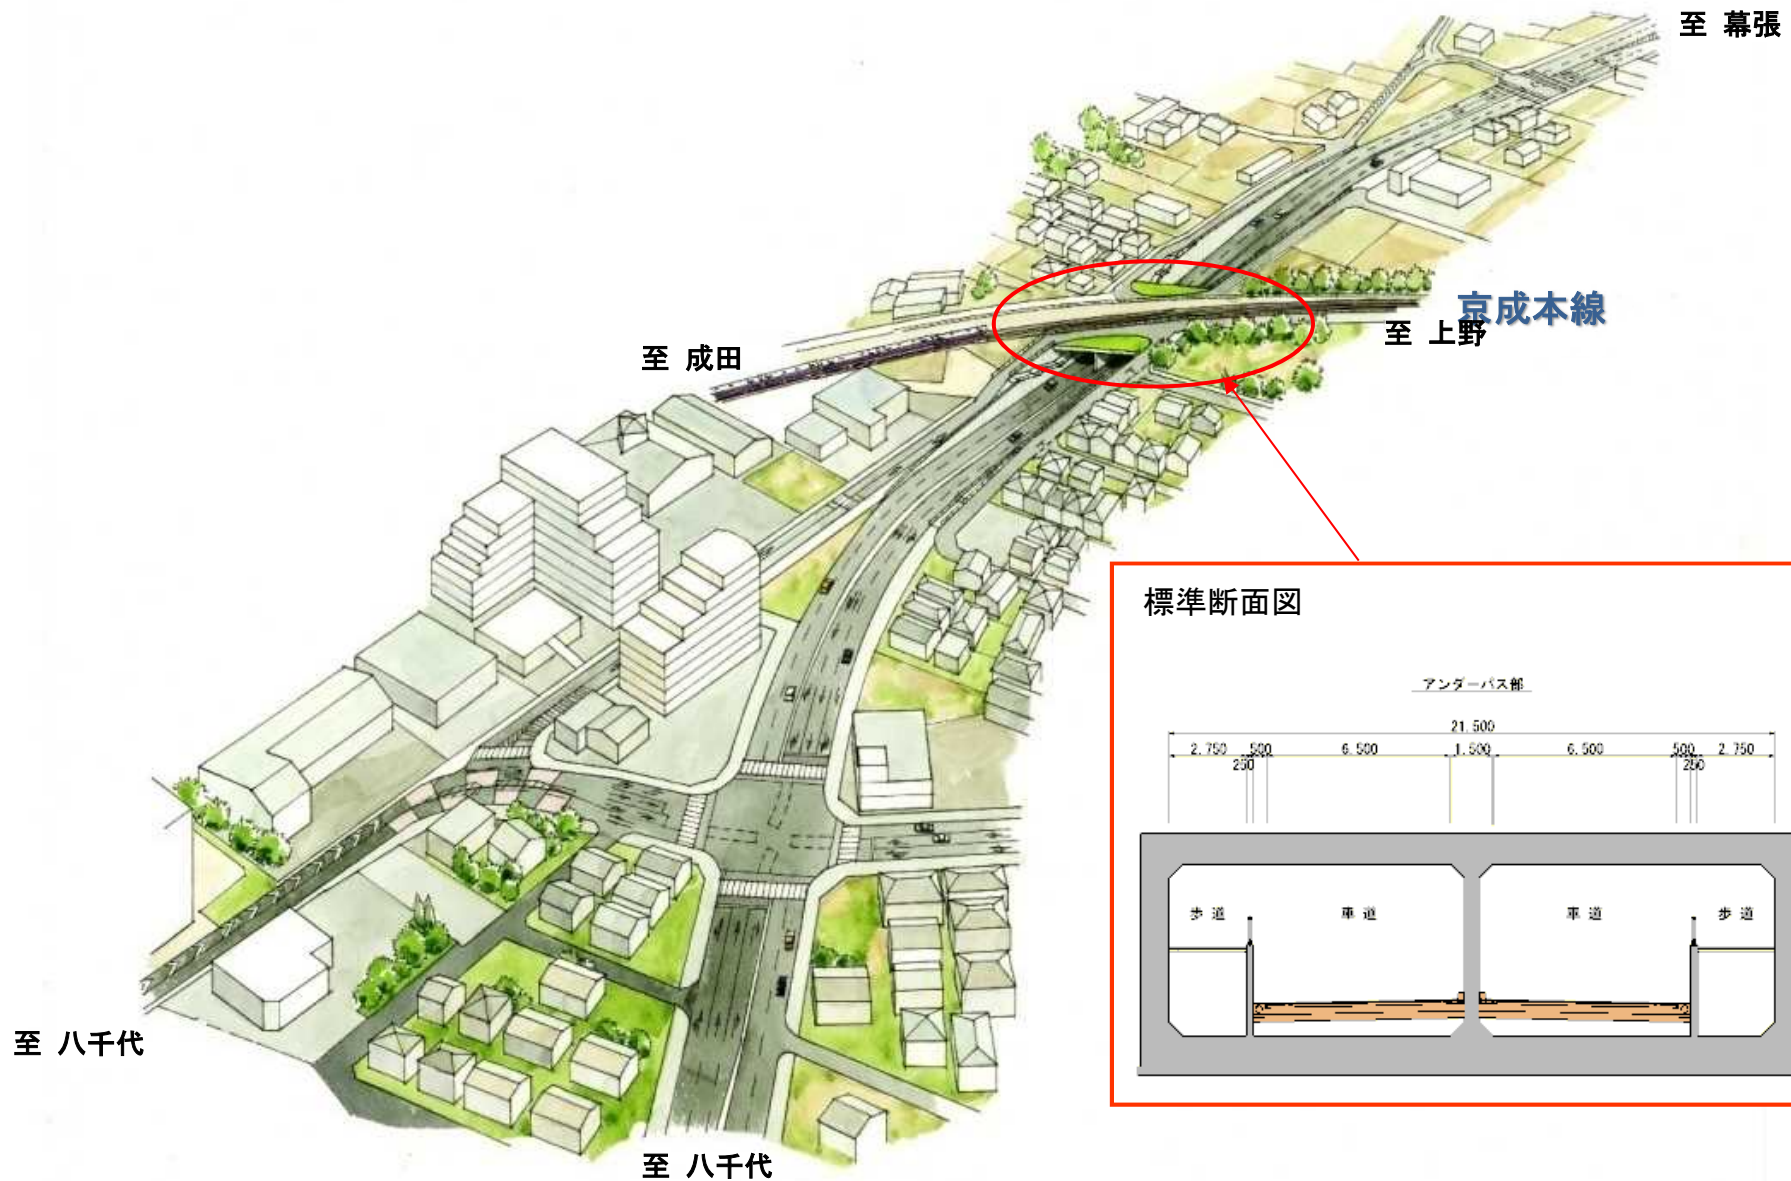 至 幕張
京成本線
至 上野
至 成田
標準断面図
アンダーパス部
21.500
2.750 500 6.500 1.500 6.500 500 2.750
250 250
歩道 車道 車道 歩道
至 八千代
至 八千代